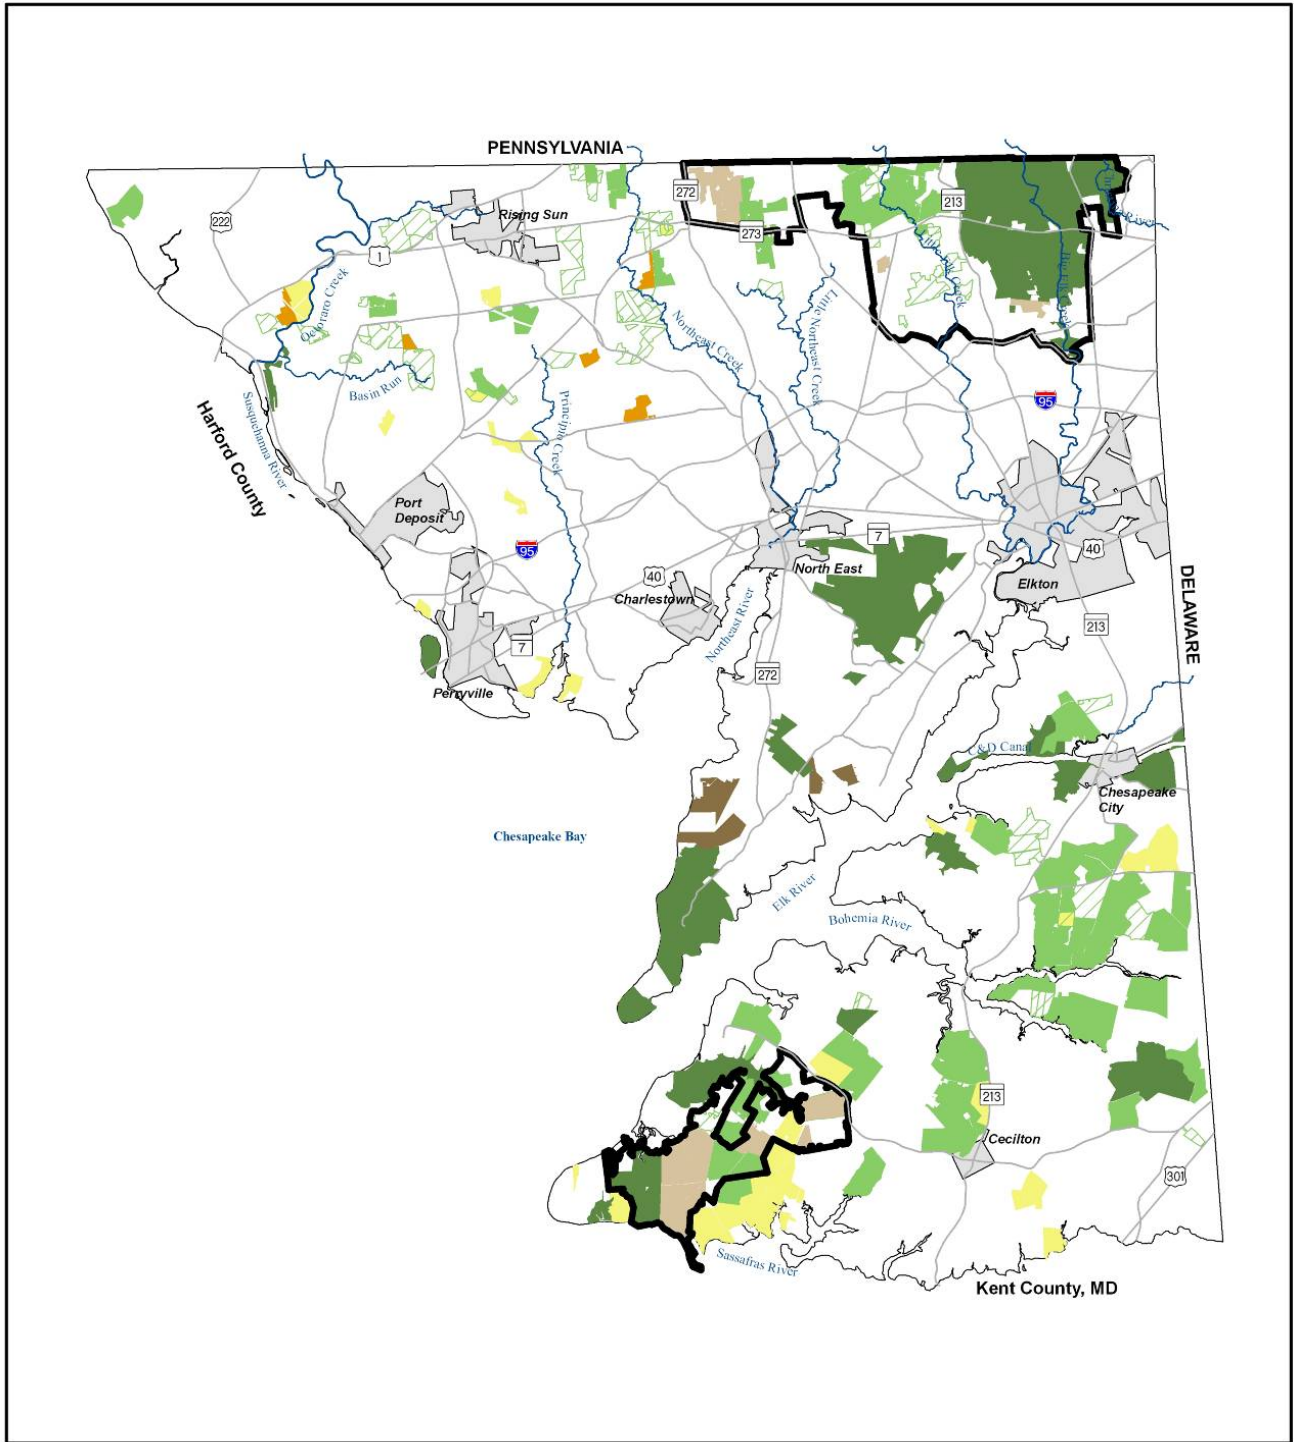 PENNSYLVANIA
272
213
Rising Sun
222
273
1
Little Elk Creek
Big Elk Creek
Octoraro Creek
Northeast Creek
Little Northeast Creek
Basin Run
Principio Creek
95
Susquehanna River
Harford County
Port
Deposit
95
7
40
North East
40
Elkton
DELAWARE
Charlestown
Northeast River
213
7
272
Perryville
C&D Canal
Chesapeake
City
Chesapeake Bay
Elk River
Bohemia River
213
Cecilton
301
Sassafras River
Kent County, MD